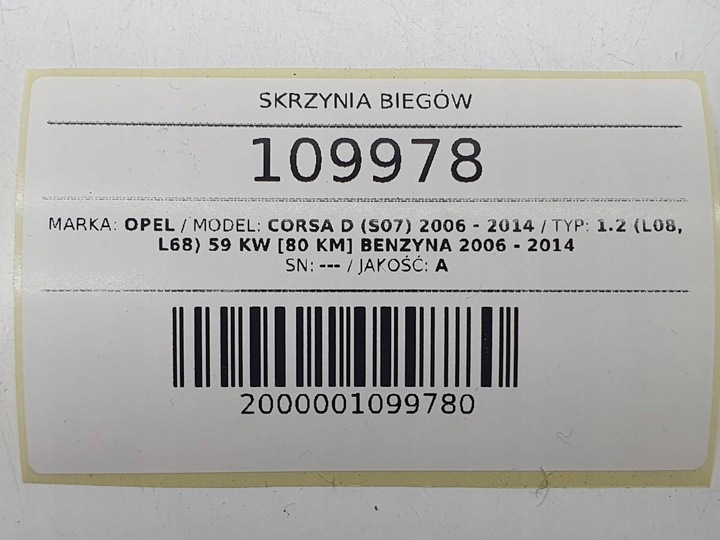 SKRZYNIA BIEGÓW
109978
MARKA: OPEL / MODEL: CORSA D (S07) 2006 - 2014 / TYP: 1.2 (L08,
L68) 59 KW [80 KM] BENZYNA 2006 - 2014
SN: --- / JAKOŚĆ: A
2000001099780